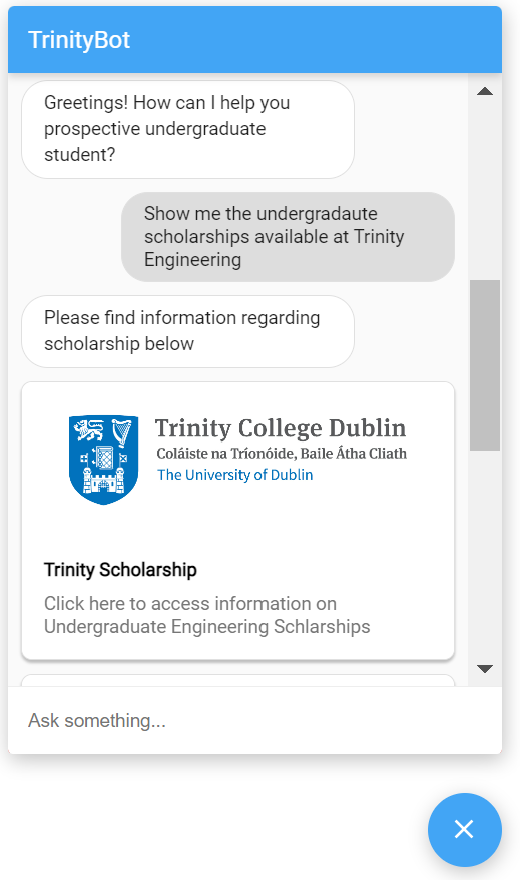 TrinityBot
Greetings! How can I help you
prospective undergraduate
student?
Show me the undergradaute
scholarships available at Trinity
Engineering
Please find information regarding
scholarship below
Trinity College Dublin
Coláiste na Tríonóide, Baile Átha Cliath
The University of Dublin
Trinity Scholarship
Click here to access information on
Undergraduate Engineering Schlarships
Ask something...